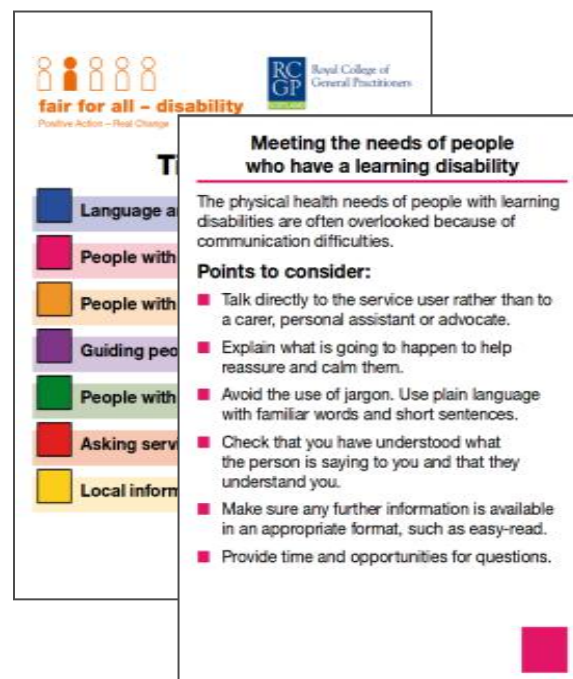 fair for all – disability
Positive Action – Real Change
RC
GP
SCOTLAND
Royal College of
General Practitioners
Language
People with
People with
Guiding
People with
Asking
Local
Meeting the needs of people
who have a learning disability
The physical health needs of people with learning
disabilities are often overlooked because of
communication difficulties.
Points to consider:
Talk directly to the service user rather than to
a carer, personal assistant or advocate.
Explain what is going to happen to help
reassure and calm them.
Avoid the use of jargon. Use plain language
with familiar words and short sentences.
Check that you have understood what
the person is saying to you and that they
understand you.
Make sure any further information is available
in an appropriate format, such as easy-read.
Provide time and opportunities for questions.